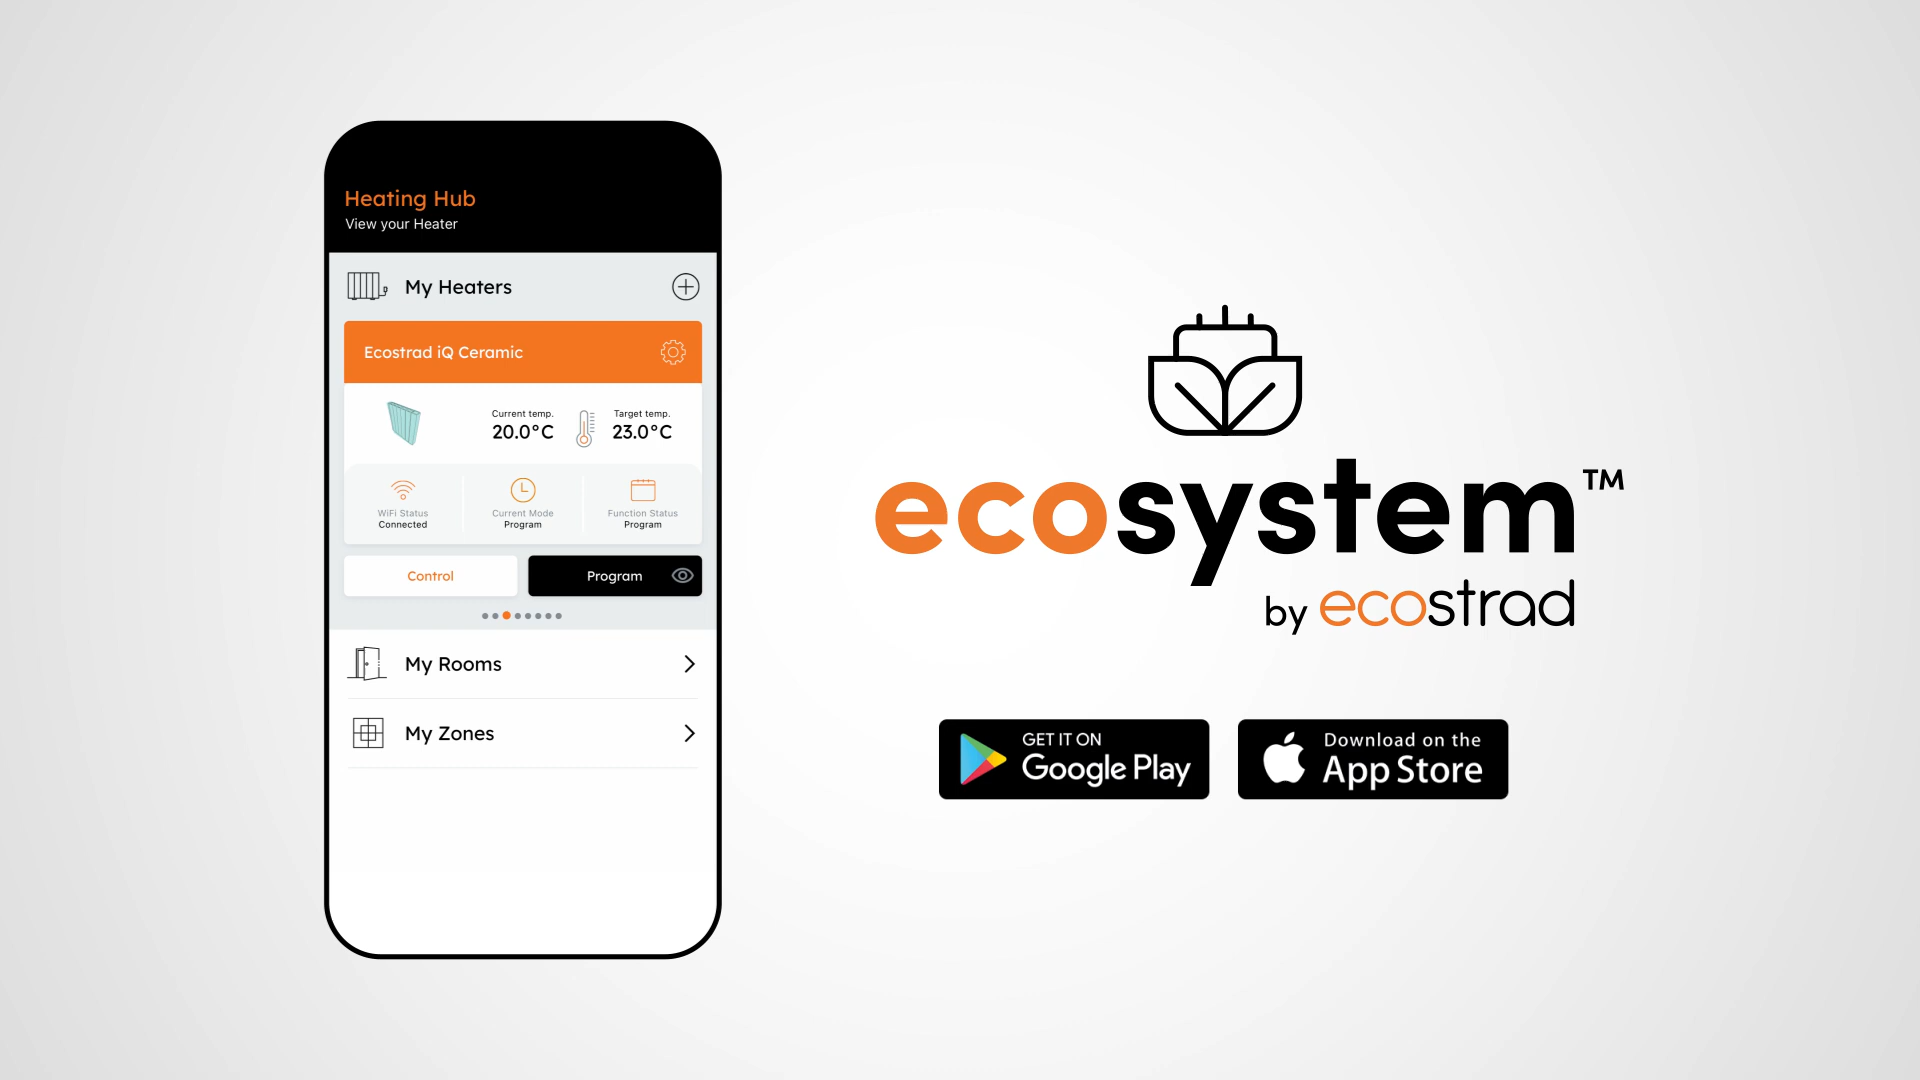 Heating Hub
View your Heater
My Heaters
Ecostrad iQ Ceramic
Current temp.
20.0°C
Target temp.
23.0°C
WiFi Status
Connected
Current Mode
Program
Function Status
Program
Control
Program
My Rooms
My Zones
ecosystem™
by ecostrad
GET IT ON
Google Play
Download on the
App Store